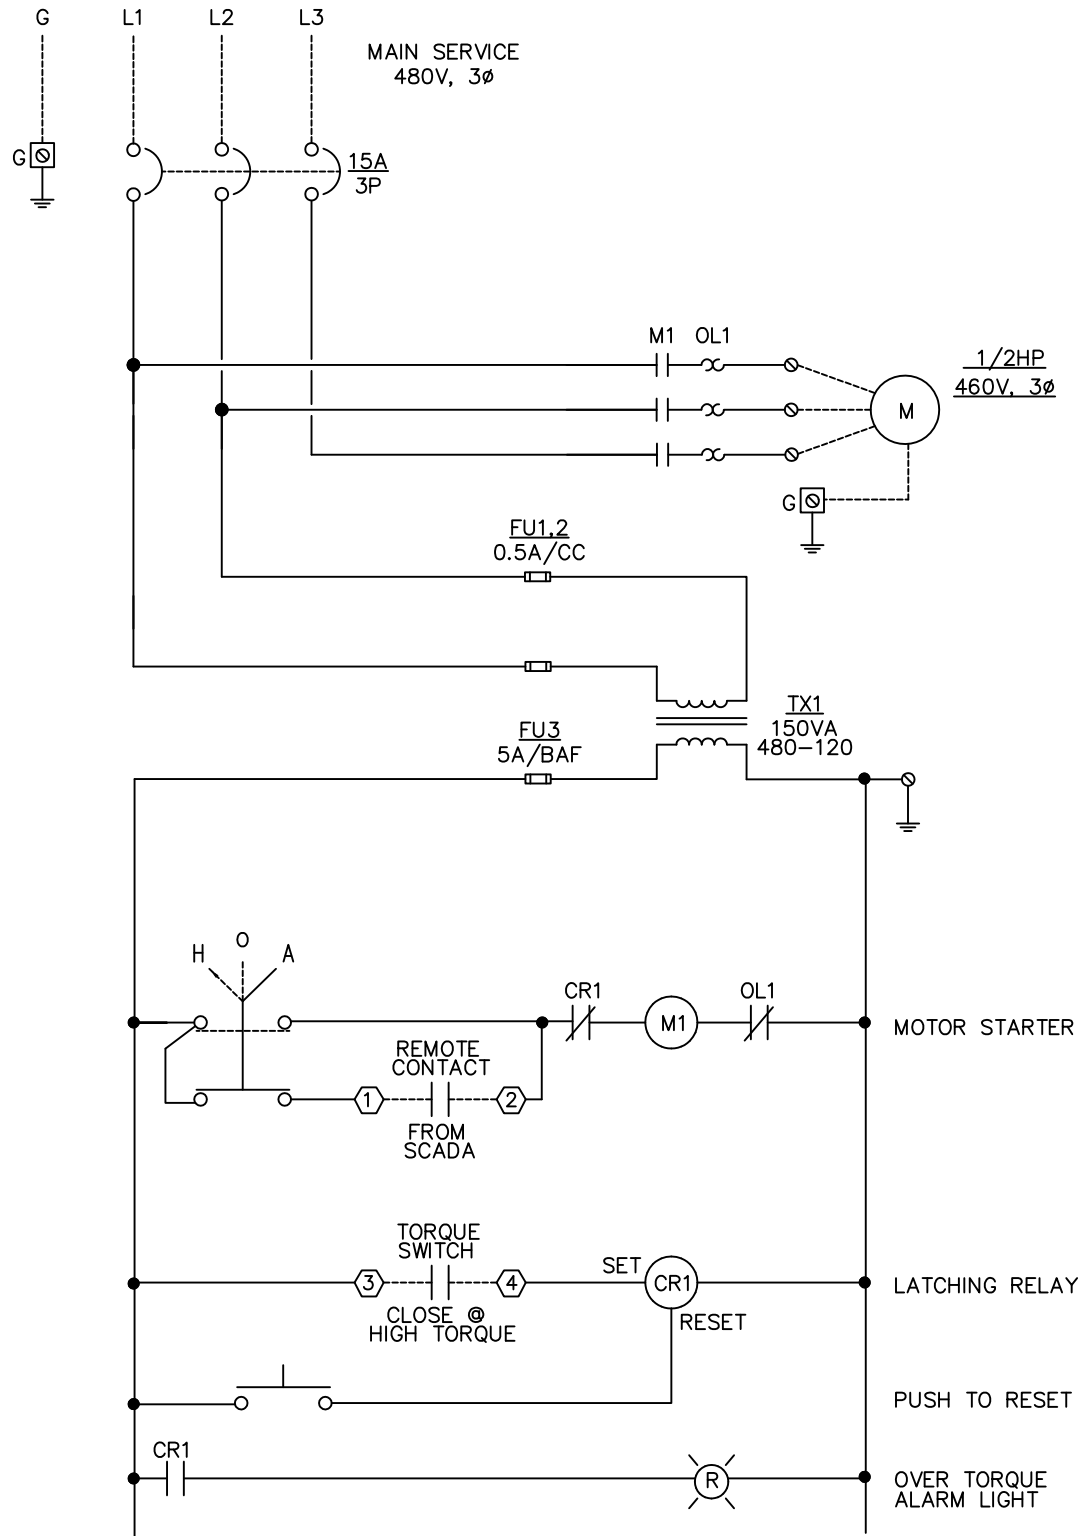 G L1 L2 L3
MAIN SERVICE
480V, 3ø
G
15A
3P
M1 OL1
1/2HP
460V, 3ø
M
G
FU1,2
0.5A/CC
TX1
150VA
480-120
FU3
5A/BAF
H O A
CR1
M1
OL1
MOTOR STARTER
REMOTE
CONTACT
1 2
FROM
SCADA
TORQUE
SWITCH
3 4
CLOSE @
HIGH TORQUE
SET
CR1
RESET
LATCHING RELAY
PUSH TO RESET
CR1
R
OVER TORQUE
ALARM LIGHT